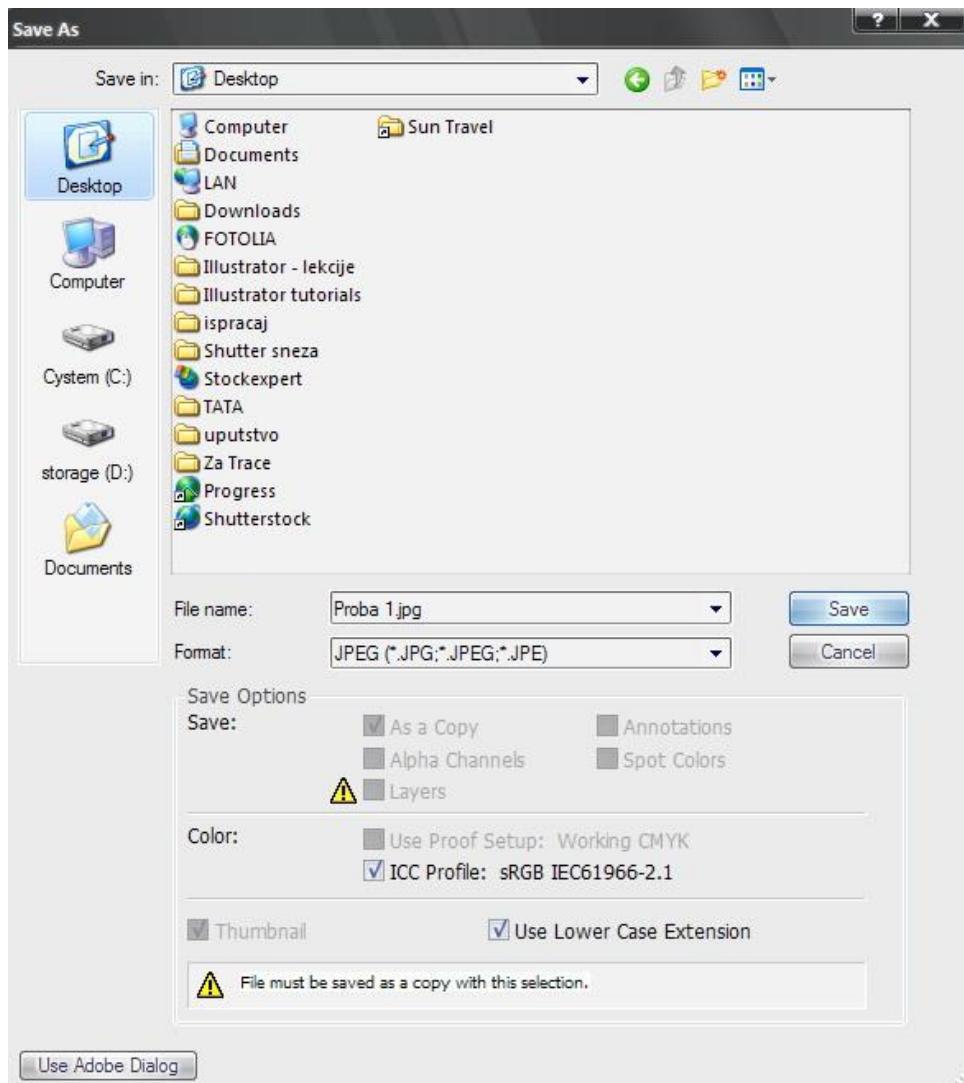 Save As
? X
Save in: Desktop
Desktop
Computer
Cystem (C:)
storage (D:)
Documents
Computer
Documents
LAN
Downloads
FOTOLIA
Illustrator - lekcije
Illustrator tutorials
ispracaj
Shutter sneza
Stockexpert
TATA
uputstvo
Za Trace
Progress
Shutterstock
Sun Travel
File name: Proba 1.jpg Save
Format: JPEG (*.JPG;*.JPEG;*.JPE) Cancel
Save Options
Save: As a Copy Annotations
Alpha Channels Spot Colors
Layers
Color: Use Proof Setup: Working CMYK
ICC Profile: sRGB IEC61966-2.1
Thumbnail Use Lower Case Extension
File must be saved as a copy with this selection.
Use Adobe Dialog